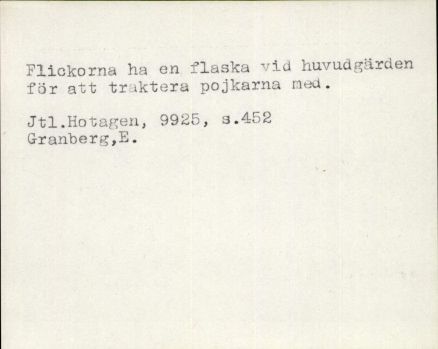 Flickorna ha en flaska vid huvudgärden
för att traktera pojkarna med.
Jtl.Hotagen, 9925, s.452
Granberg,E.